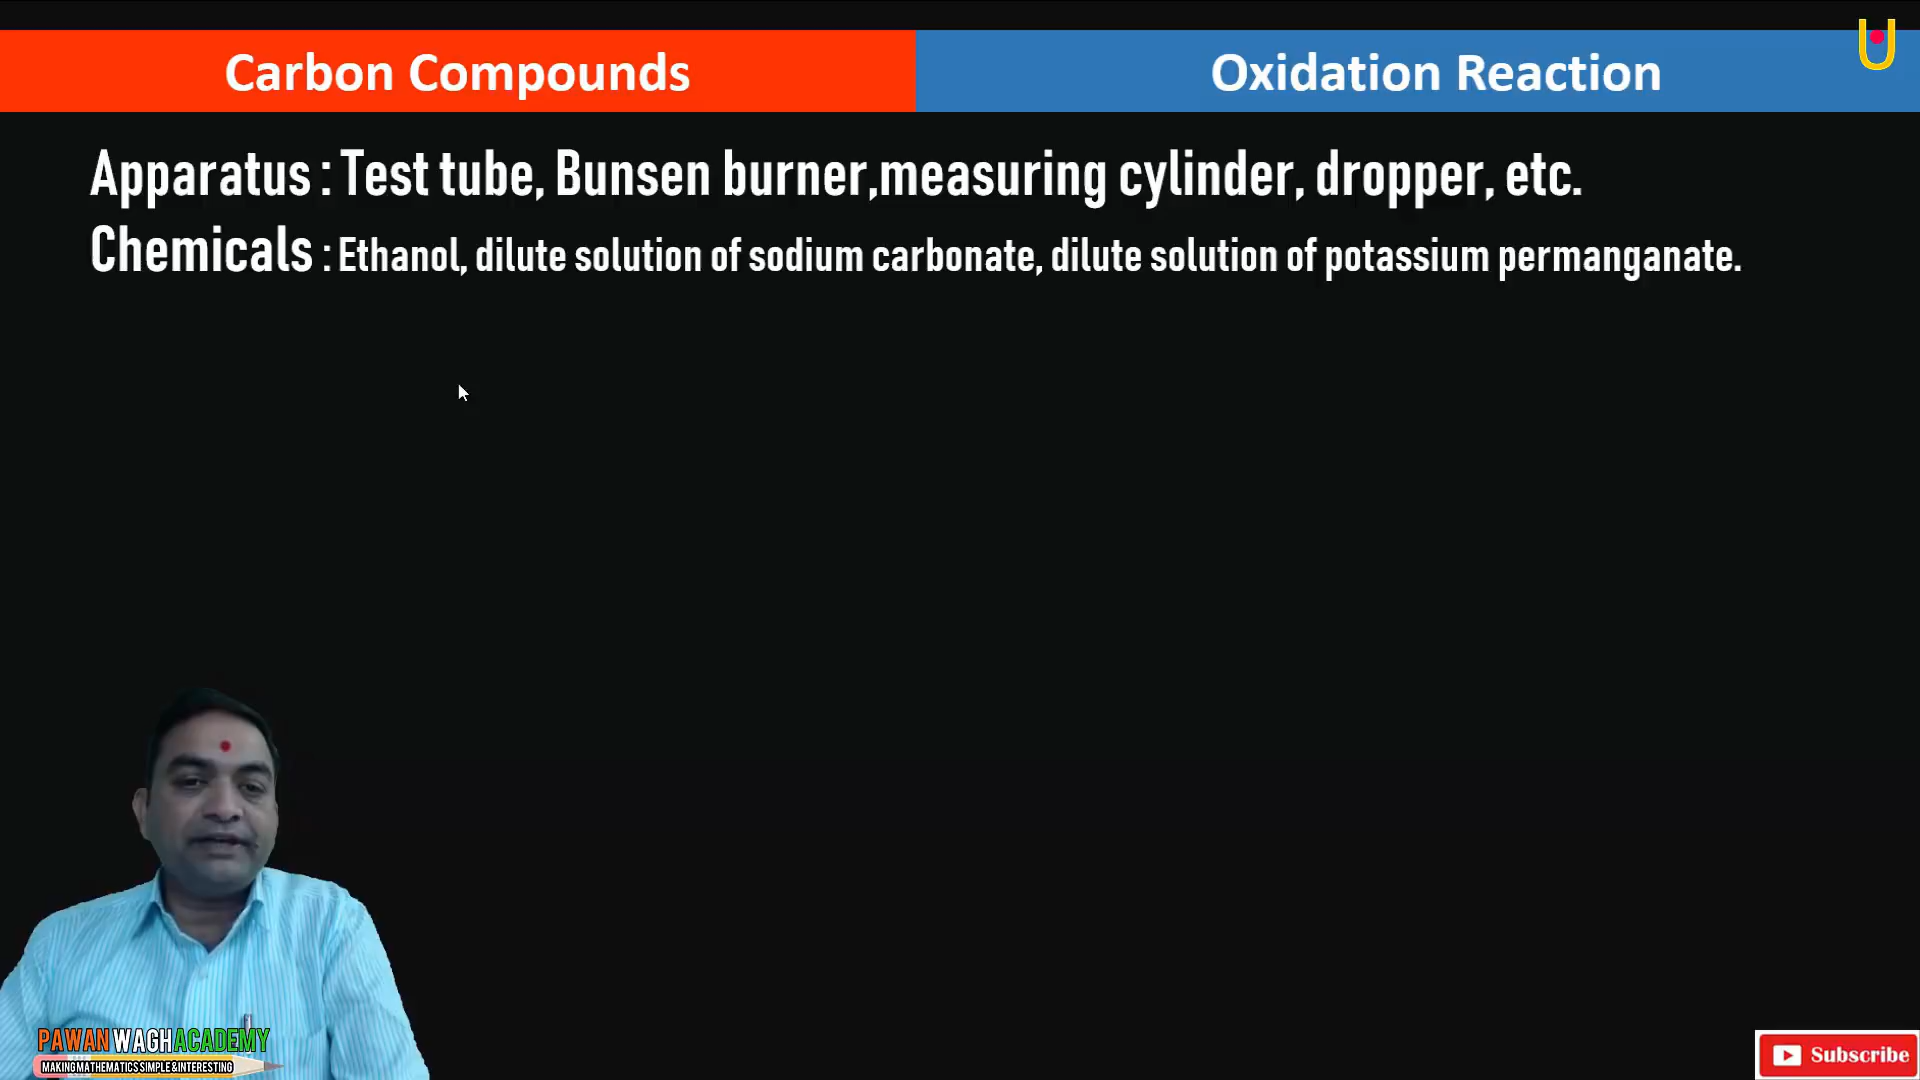 Carbon Compounds
Oxidation Reaction
Apparatus : Test tube, Bunsen burner,measuring cylinder, dropper, etc.
Chemicals : Ethanol, dilute solution of sodium carbonate, dilute solution of potassium permanganate.
PAWAN WAGH ACADEMY
MAKING MATHEMATICS SIMPLE & INTERESTING
Subscribe